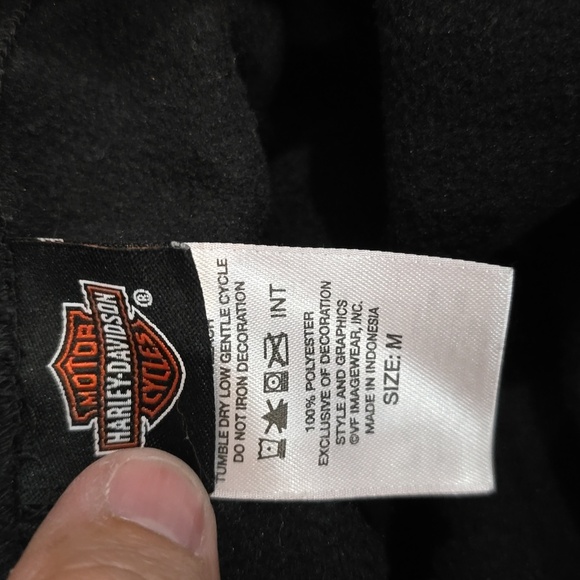 MOTOR
HARLEY-DAVIDSON
CYCLES
®
TUMBLE DRY LOW GENTLE CYCLE
DO NOT IRON DECORATION
INT
100% POLYESTER
EXCLUSIVE OF DECORATION
STYLE AND GRAPHICS
©VF IMAGEWEAR, INC.
MADE IN INDONESIA
SIZE: M